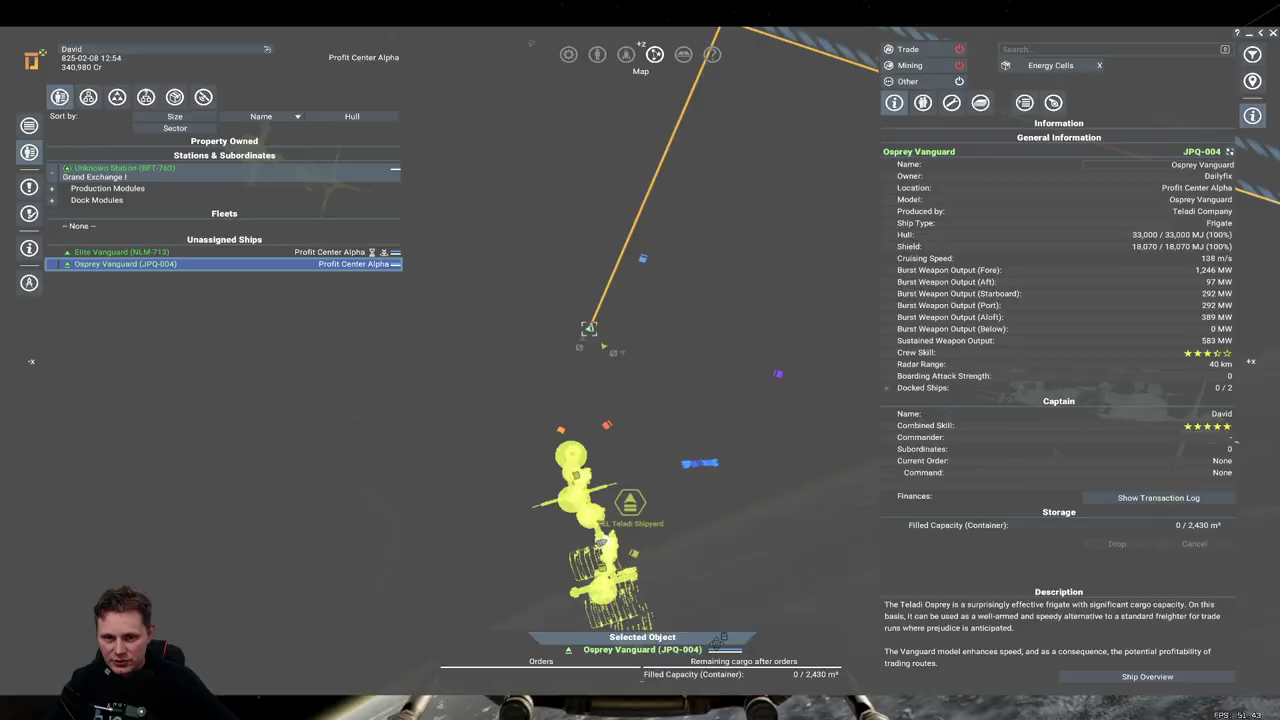 David
825-02-08 12:54
340,980 Cr
Profit Center Alpha
+z
Map
Sort by:
Size
Name
Hull
Sector
Property Owned
Stations & Subordinates
Unknown Station (BFT-763)
Grand Exchange I
Production Modules
Dock Modules
Fleets
-- None --
Unassigned Ships
Elite Vanguard (NLM-713)
Profit Center Alpha
Osprey Vanguard (JPQ-004)
Profit Center Alpha
-x
+x
TEL Teladi Shipyard
Selected Object
Osprey Vanguard (JPQ-004)
Orders
Remaining cargo after orders
Filled Capacity (Container):
0 / 2,430 m³
Trade
Mining
Other
Search...
Energy Cells
X
Information
General Information
Osprey Vanguard
JPQ-004
Name:
Osprey Vanguard
Owner:
Dailyfix
Location:
Profit Center Alpha
Model:
Osprey Vanguard
Produced by:
Teladi Company
Ship Type:
Frigate
Hull:
33,000 / 33,000 MJ (100%)
Shield:
18,070 / 18,070 MJ (100%)
Cruising Speed:
138 m/s
Burst Weapon Output (Fore):
1,246 MW
Burst Weapon Output (Aft):
97 MW
Burst Weapon Output (Starboard):
292 MW
Burst Weapon Output (Port):
292 MW
Burst Weapon Output (Aloft):
389 MW
Burst Weapon Output (Below):
0 MW
Sustained Weapon Output:
583 MW
Crew Skill:
Radar Range:
40 km
Boarding Attack Strength:
0
Docked Ships:
0 / 2
Captain
Name:
David
Combined Skill:
Commander:
-
Subordinates:
0
Current Order:
None
Command:
None
Finances:
Show Transaction Log
Storage
Filled Capacity (Container):
0 / 2,430 m³
Drop
Cancel
Description
The Teladi Osprey is a surprisingly effective frigate with significant cargo capacity. On this
basis, it can be used as a well-armed and speedy alternative to a standard freighter for trade
runs where prejudice is anticipated.
The Vanguard model enhances speed, and as a consequence, the potential profitability of
trading routes.
Ship Overview
FPS: 51.43